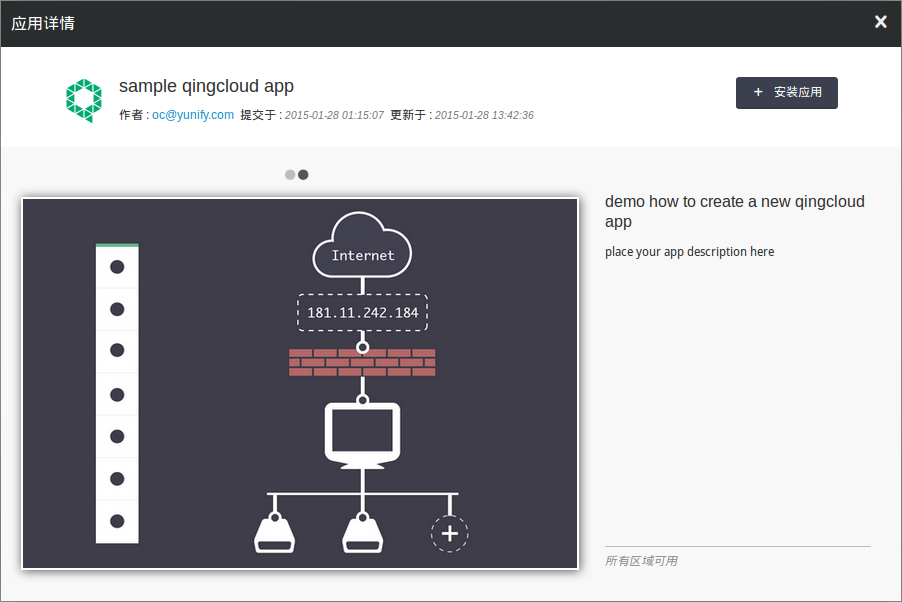 应用详情
sample qingcloud app
作者 : oc@yunify.com 提交于 : 2015-01-28 01:15:07 更新于 : 2015-01-28 13:42:36
+ 安装应用
Internet
181.11.242.184
demo how to create a new qingcloud
app
place your app description here
所有区域可用